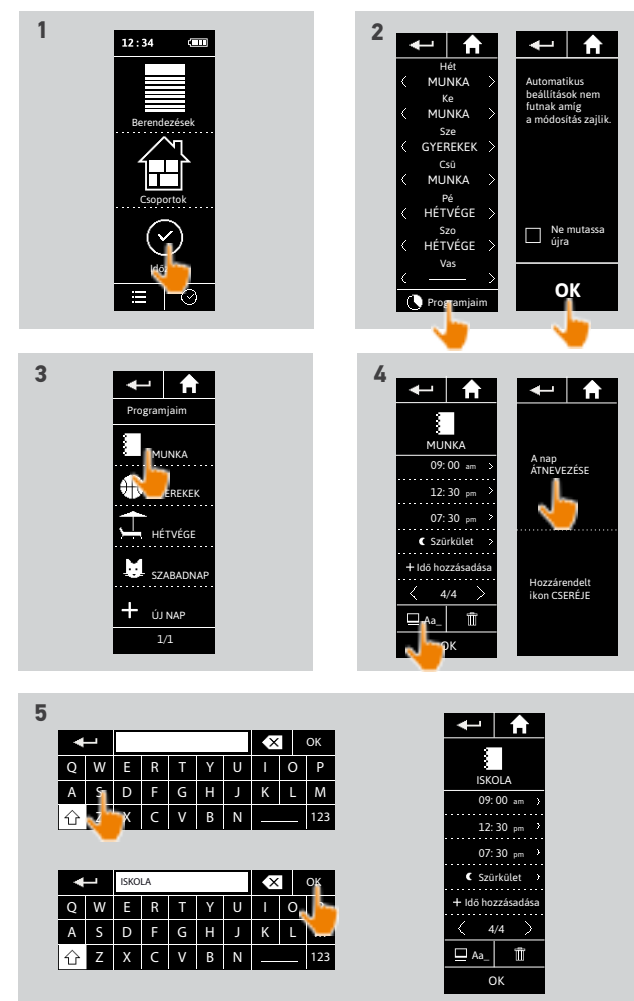 1
12:34
Berendezések
Csoportok
2
Hét
MUNKA
Ke
MUNKA
Sze
GYEREKEK
Csü
MUNKA
Pé
HÉTVÉGE
Szo
HÉTVÉGE
Vas
Programjaim
Automatikus
beállítások nem
futnak amíg
a módosítás zajlik.
Ne mutassa
újra
OK
3
Programjaim
MUNKA
HÉTVÉGE
SZABADNAP
+ ÚJ NAP
1/1
4
MUNKA
09:00 am >
12:30 pm >
07:30 pm >
Szürkület >
+ Idő hozzásadása
< 4/4 >
Aa_
OK
A nap
ÁTNEVEZÉSE
Hozzárendelt
ikon CSERÉJE
5
OK
Q W E R T Y U I O P
A S D F G H J K L M
Z X C V B N 123
ISKOLA OK
Q W E R T Y U I O
A S D F G H J K L
Z X C V B N 123
ISKOLA
09:00 am >
12:30 pm >
07:30 pm >
Szürkület >
+ Idő hozzásadása
< 4/4 >
Aa_
OK